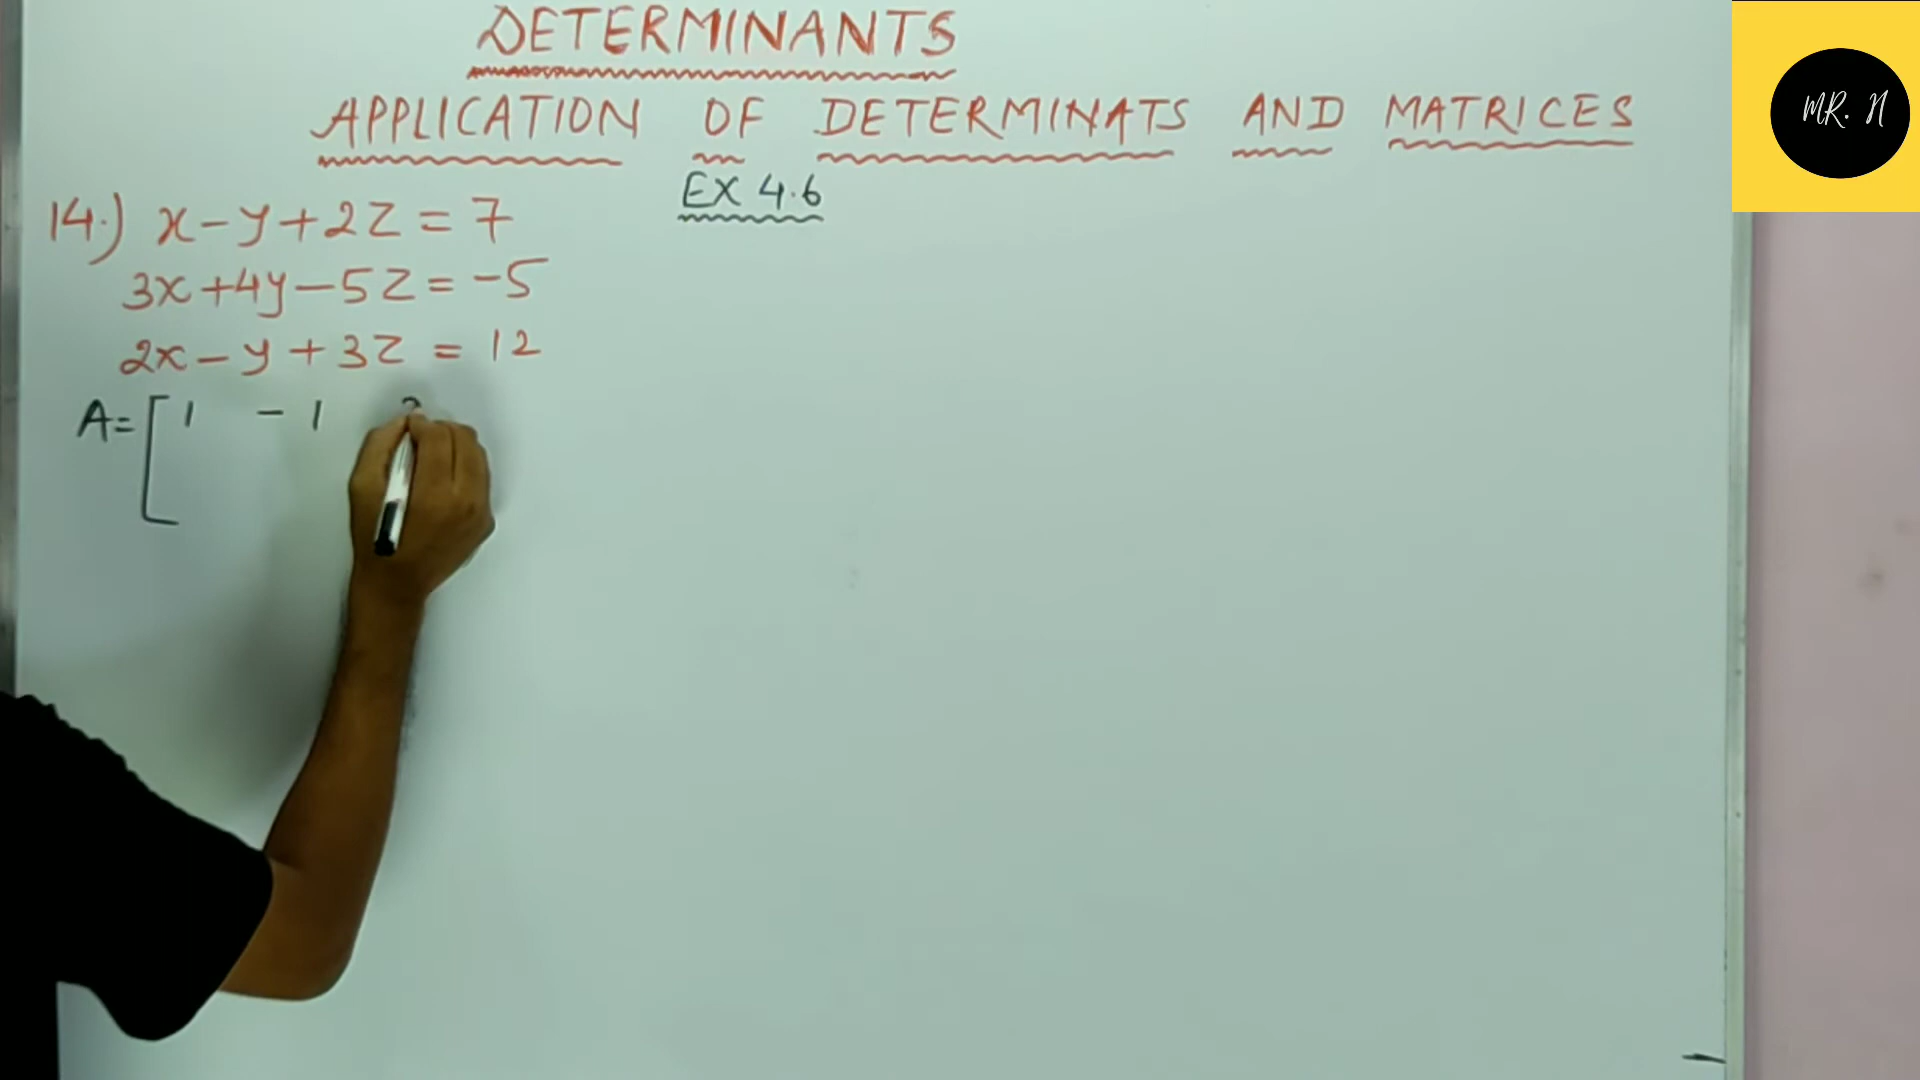 DETERMINANTS
APPLICATION OF DETERMINATS AND MATRICES
MR. N
EX 4.6
14.) x-y+2z=7
3x+4y-5z=-5
2x-y+3z=12
A=[1 -1